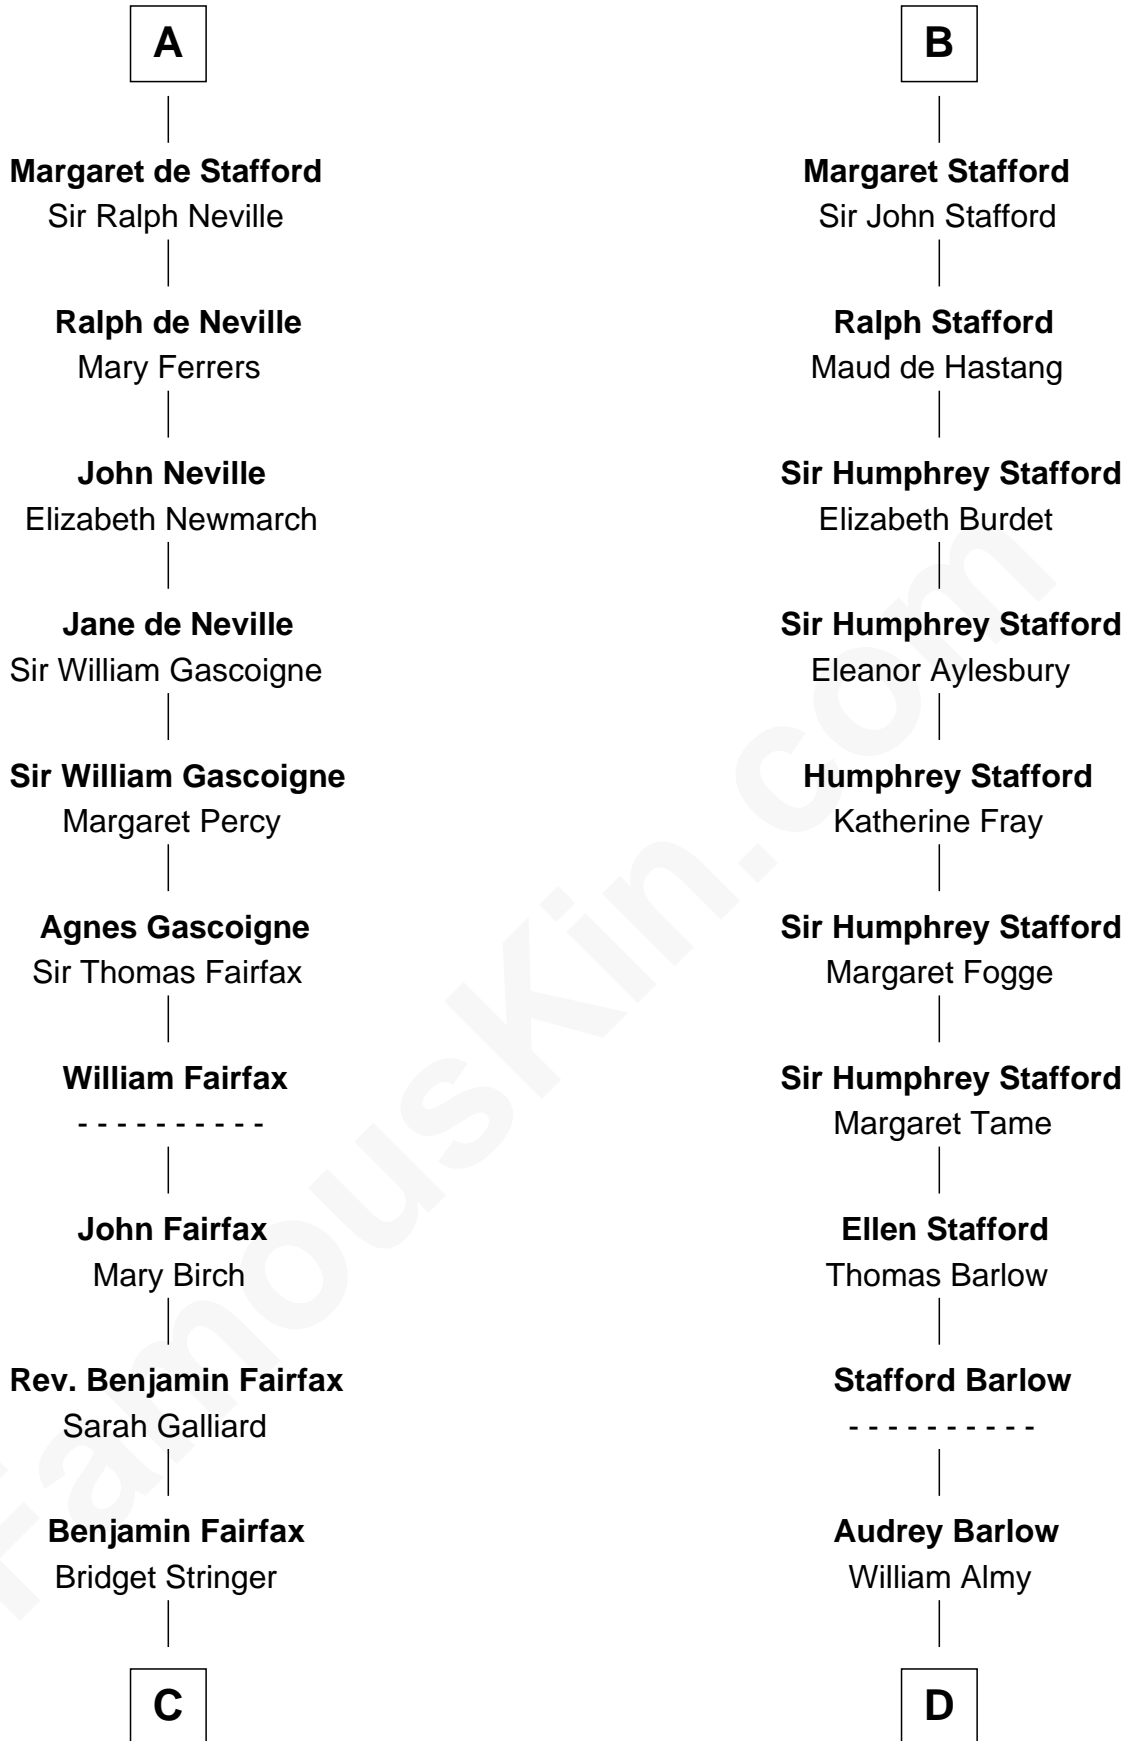 A
Margaret de Stafford
Sir Ralph Neville
Ralph de Neville
Mary Ferrers
John Neville
Elizabeth Newmarch
Jane de Neville
Sir William Gascoigne
Sir William Gascoigne
Margaret Percy
Agnes Gascoigne
Sir Thomas Fairfax
William Fairfax
- - - - - - - - - -
John Fairfax
Mary Birch
Rev. Benjamin Fairfax
Sarah Galliard
Benjamin Fairfax
Bridget Stringer
C
B
Margaret Stafford
Sir John Stafford
Ralph Stafford
Maud de Hastang
Sir Humphrey Stafford
Elizabeth Burdet
Sir Humphrey Stafford
Eleanor Aylesbury
Humphrey Stafford
Katherine Fray
Sir Humphrey Stafford
Margaret Fogge
Sir Humphrey Stafford
Margaret Tame
Ellen Stafford
Thomas Barlow
Stafford Barlow
- - - - - - - - - -
Audrey Barlow
William Almy
D
FamousKin.com